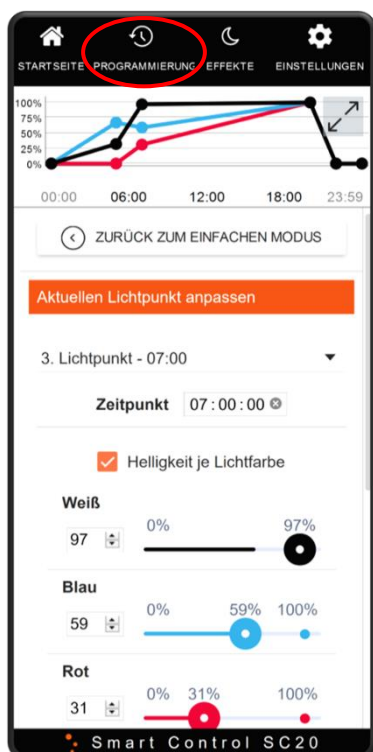 STARTSEITE PROGRAMMIERUNG EFFEKTE EINSTELLUNGEN
100%
75%
50%
25%
0%
00:00 06:00 12:00 18:00 23:59
ZURÜCK ZUM EINFACHEN MODUS
Aktuellen Lichtpunkt anpassen
3. Lichtpunkt - 07:00
Zeitpunkt 07:00:00
Helligkeit je Lichtfarbe
Weiß
97 0% 97%
Blau
59 0% 59% 100%
Rot
31 0% 31% 100%
Smart Control SC20